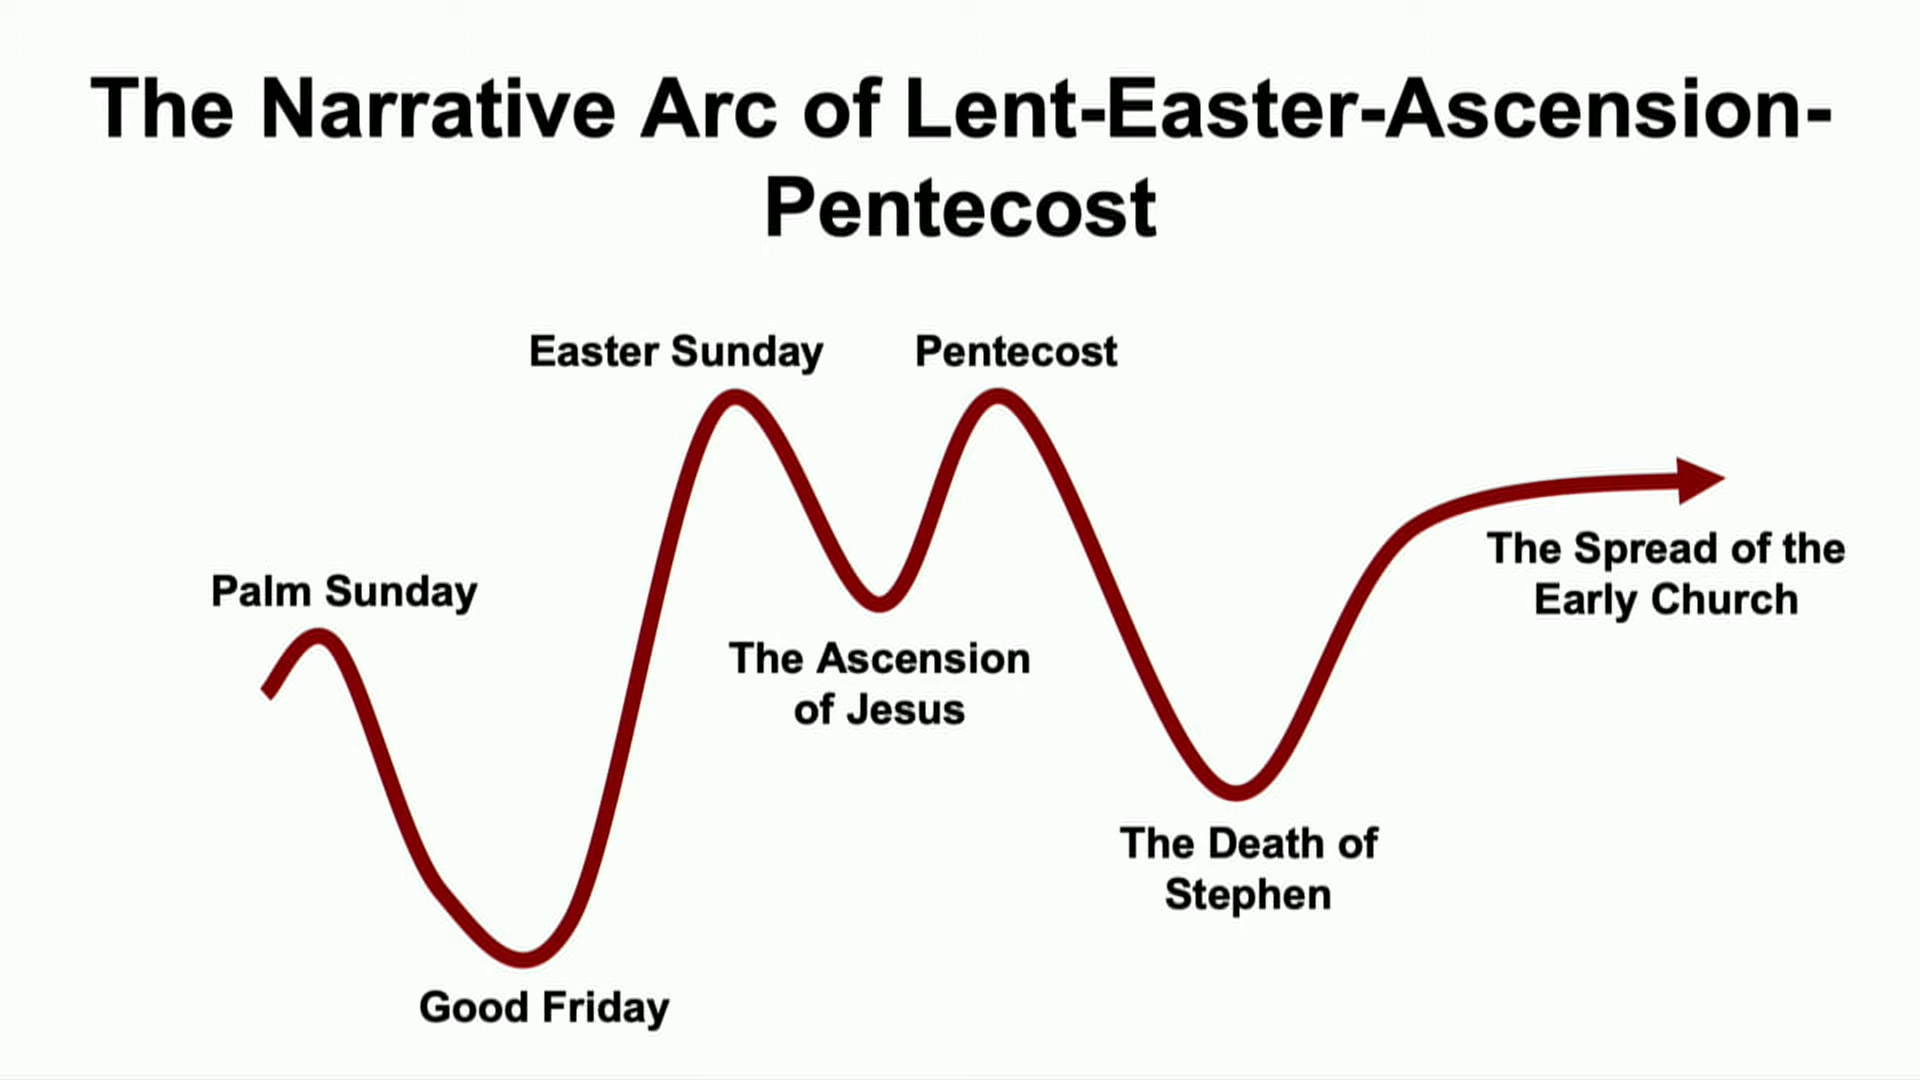 The Narrative Arc of Lent-Easter-Ascension-
Pentecost
Easter Sunday
Pentecost
Palm Sunday
The Spread of the
Early Church
The Ascension
of Jesus
The Death of
Stephen
Good Friday